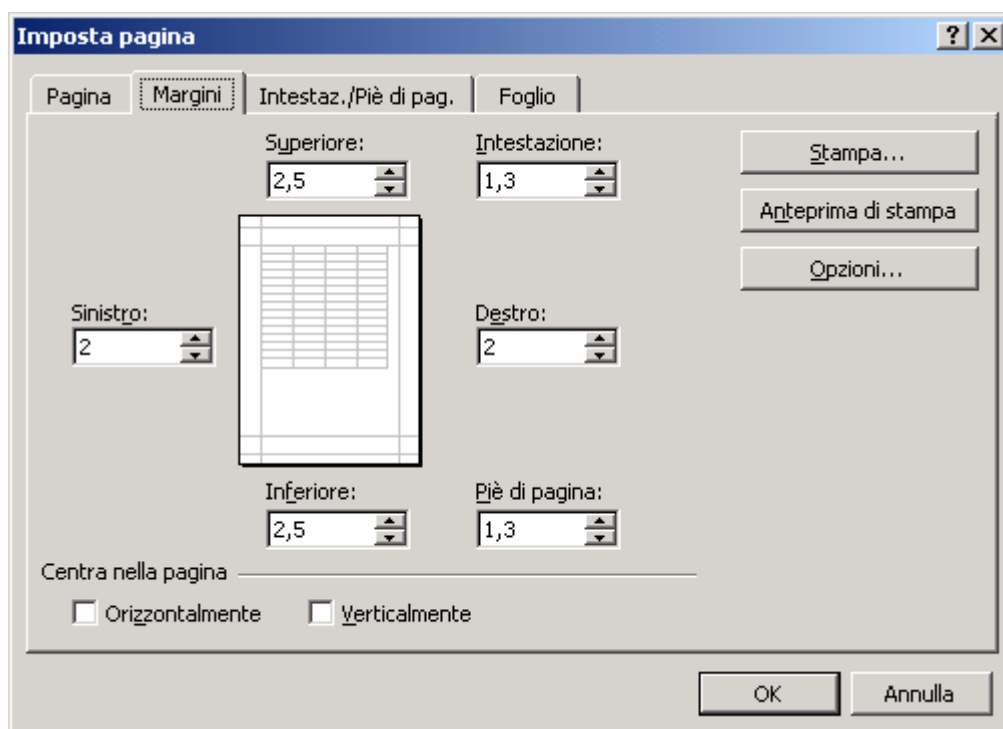 Imposta pagina
Pagina Margini Intestaz./Piè di pag. Foglio
Superiore: Intestazione:
2,5 1,3
Stampa...
Anteprima di stampa
Opzioni...
Sinistro: Destro:
2 2
Inferiore: Piè di pagina:
2,5 1,3
Centra nella pagina
Orizzontalmente Verticalmente
OK Annulla